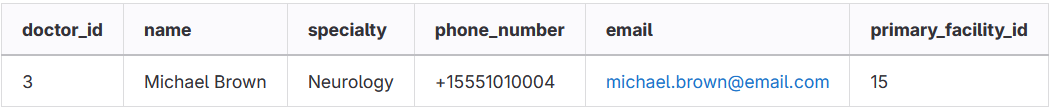 doctor_id name specialty phone_number email primary_facility_id
3 Michael Brown Neurology +15551010004 michael.brown@email.com 15